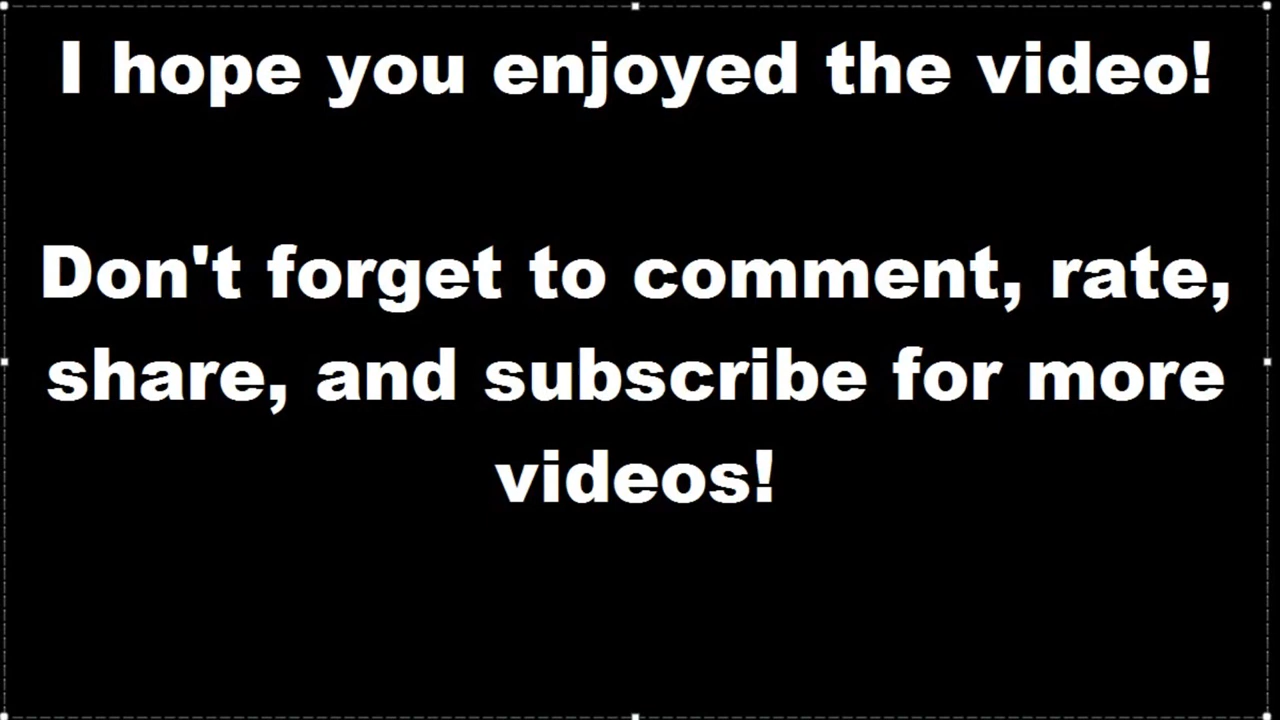 I hope you enjoyed the video!
Don't forget to comment, rate,
share, and subscribe for more
videos!